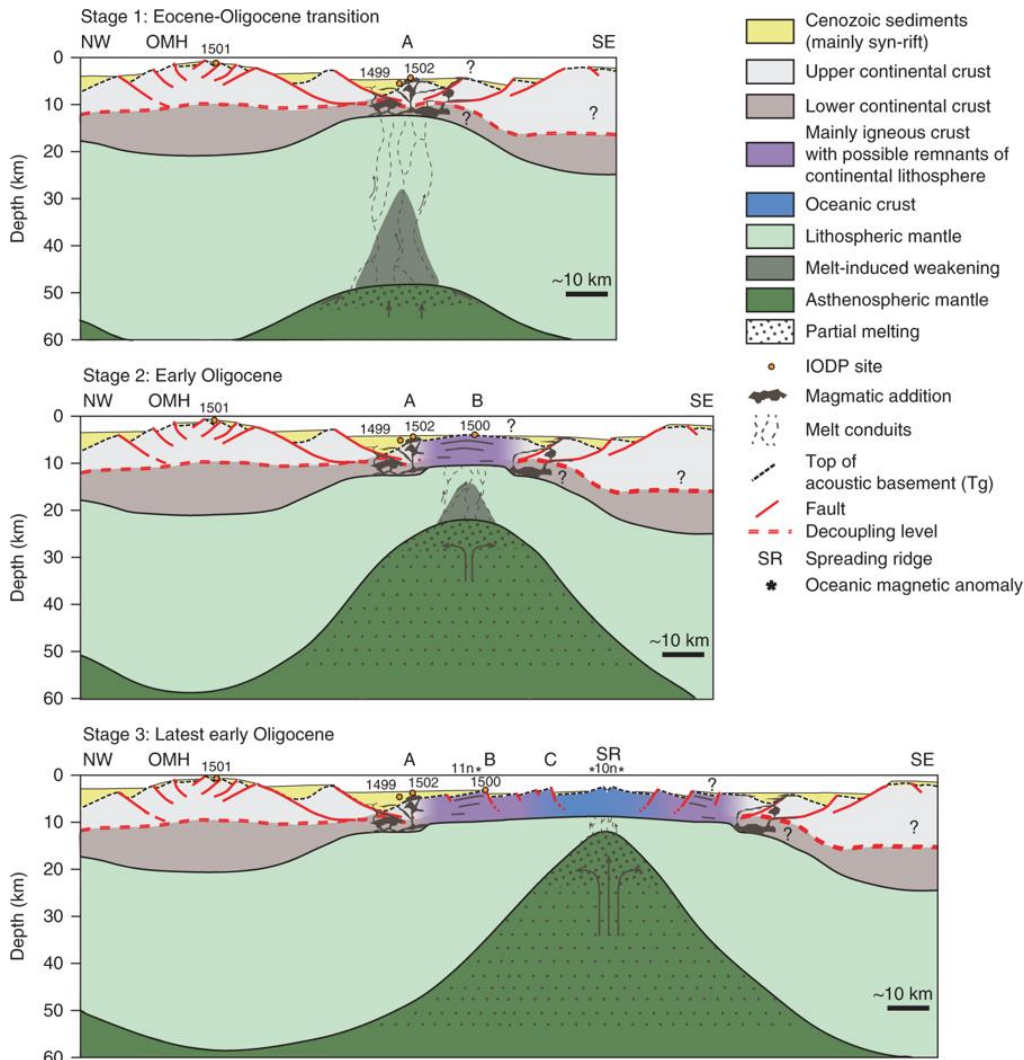 Stage 1: Eocene-Oligocene transition
NW OMH A SE
1501
1499 1502 ?
? ?
0
10
20
30
40
50
60
Depth (km)
~10 km
Cenozoic sediments
(mainly syn-rift)
Upper continental crust
Lower continental crust
Mainly igneous crust
with possible remnants of
continental lithosphere
Oceanic crust
Lithospheric mantle
Melt-induced weakening
Asthenospheric mantle
Partial melting
IODP site
Magmatic addition
Melt conduits
Top of
acoustic basement (Tg)
Fault
Decoupling level
SR Spreading ridge
* Oceanic magnetic anomaly
Stage 2: Early Oligocene
NW OMH A B SE
1501
1499 1502 1500 ?
? ?
0
10
20
30
40
50
60
Depth (km)
~10 km
Stage 3: Latest early Oligocene
NW OMH A B C SR SE
1501
11n* *10n*
1499 1502 1500 ?
? ?
0
10
20
30
40
50
60
Depth (km)
~10 km